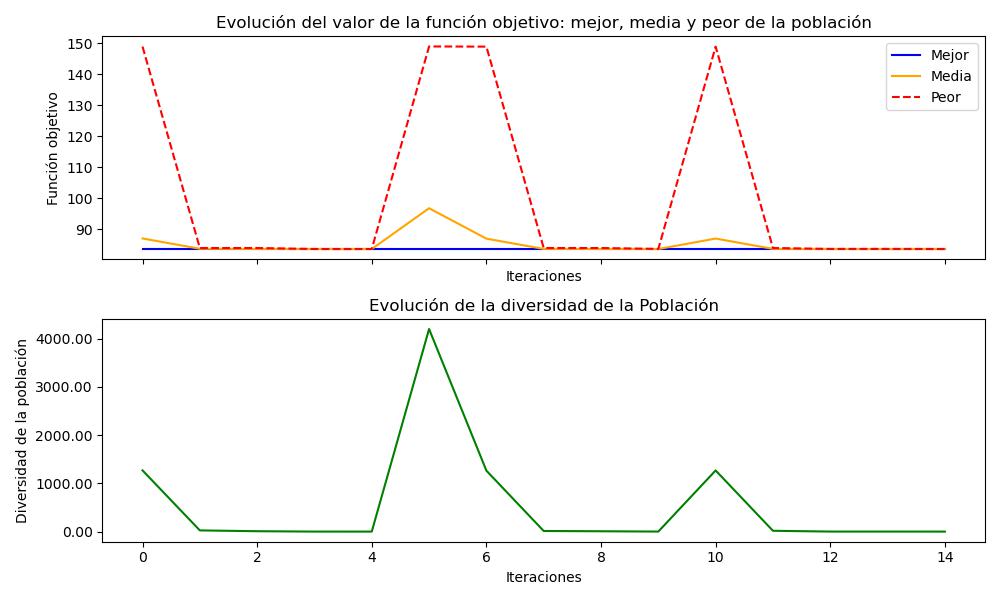 Evolución del valor de la función objetivo: mejor, media y peor de la población
150
140
130
120
110
100
90
Función objetivo
Mejor
Media
Peor
Iteraciones
Evolución de la diversidad de la Población
4000.00
3000.00
2000.00
1000.00
0.00
Diversidad de la población
0 2 4 6 8 10 12 14
Iteraciones